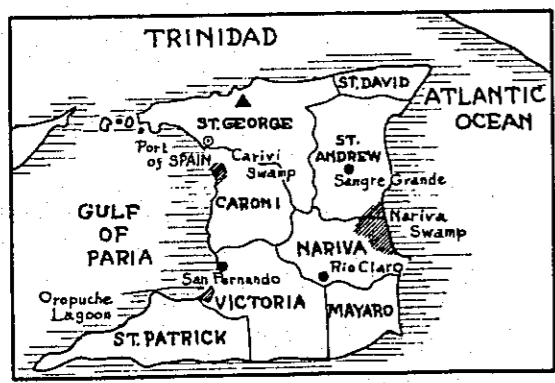 TRINIDAD
ST. DAVID
ATLANTIC
OCEAN
ST. GEORGE
Port of SPAIN
Carivi
Swamp
ST.
ANDREW
Sangre Grande
CARONI
GULF
OF
PARIA
Nariva
Swamp
NARIVA
San Fernando
Rio Claro
Oropuche
Lagoon
VICTORIA
MAYARO
ST. PATRICK